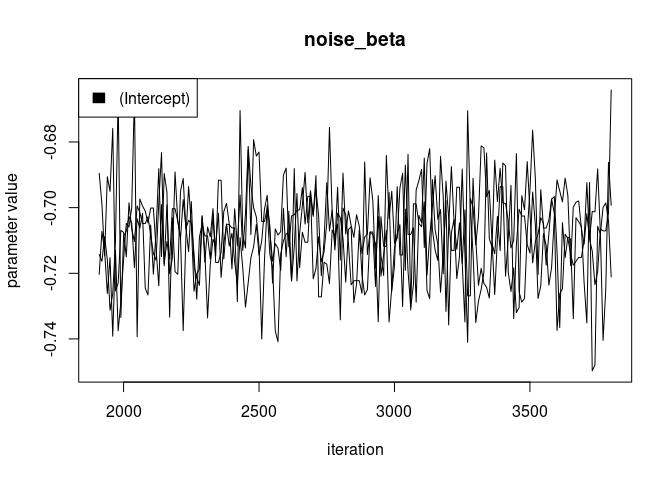 noise_beta
(Intercept)
parameter value
-0.68
-0.70
-0.72
-0.74
2000 2500 3000 3500
iteration